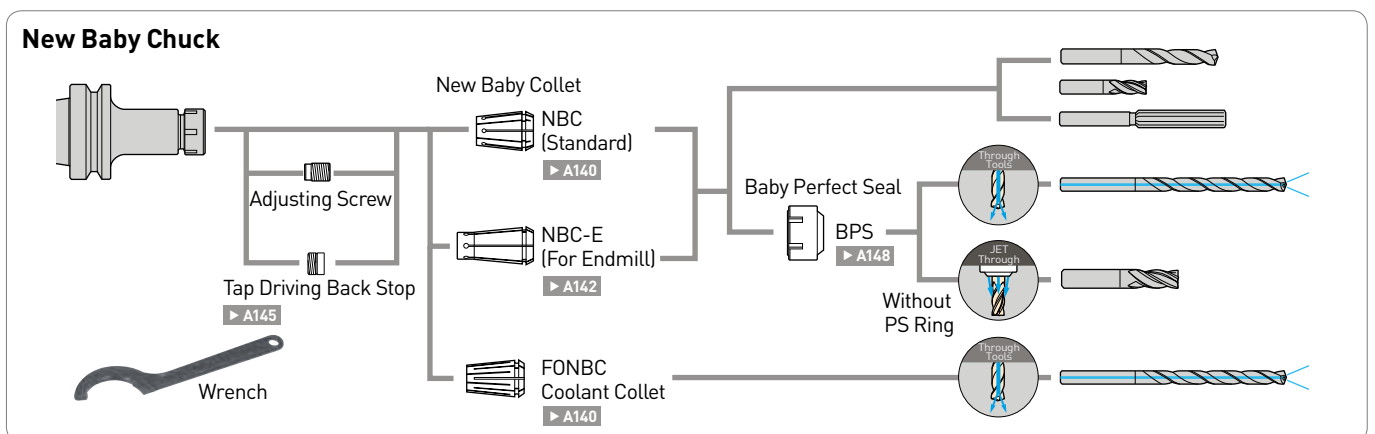 New Baby Chuck
New Baby Collet
NBC
(Standard)
▶ A140
Adjusting Screw
Tap Driving Back Stop
▶ A145
Wrench
NBC-E
(For Endmill)
▶ A142
FONBC
Coolant Collet
▶ A140
Baby Perfect Seal
BPS
▶ A148
Without
PS Ring
Through
Tools
JET
Through
Through
Tools